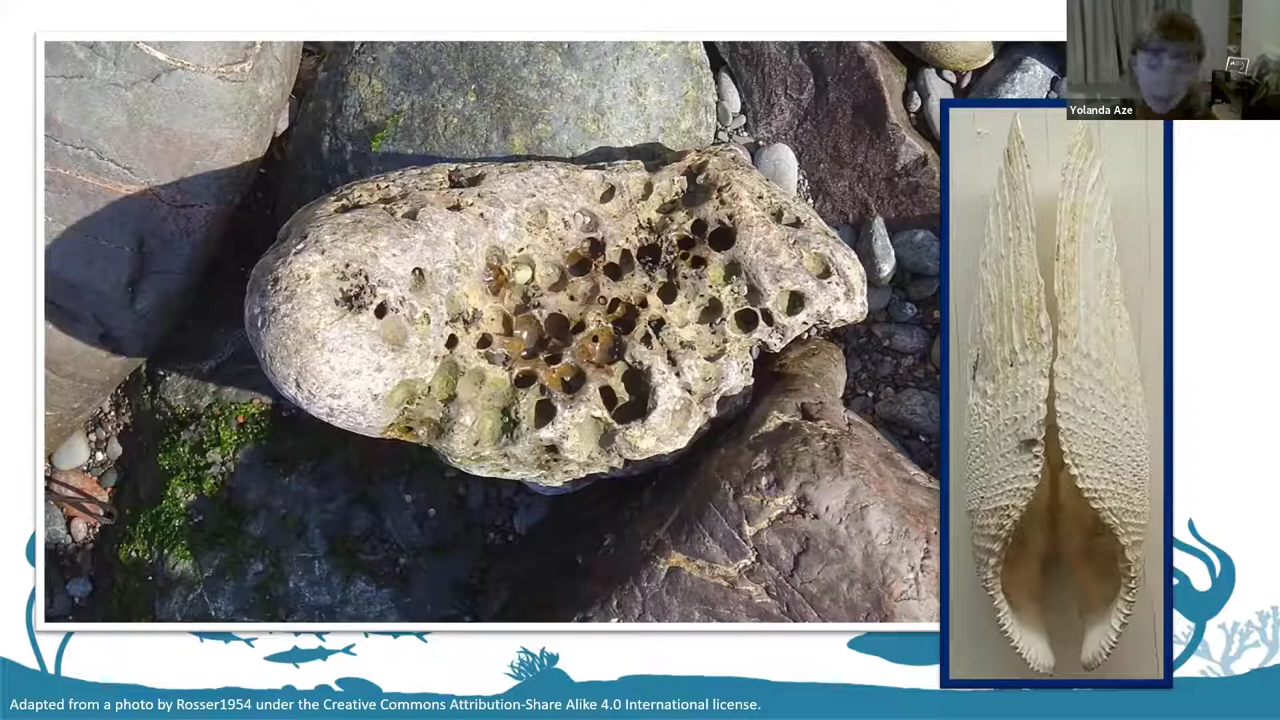 Yolanda Aze
Adapted from a photo by Rosser1954 under the Creative Commons Attribution-Share Alike 4.0 International license.